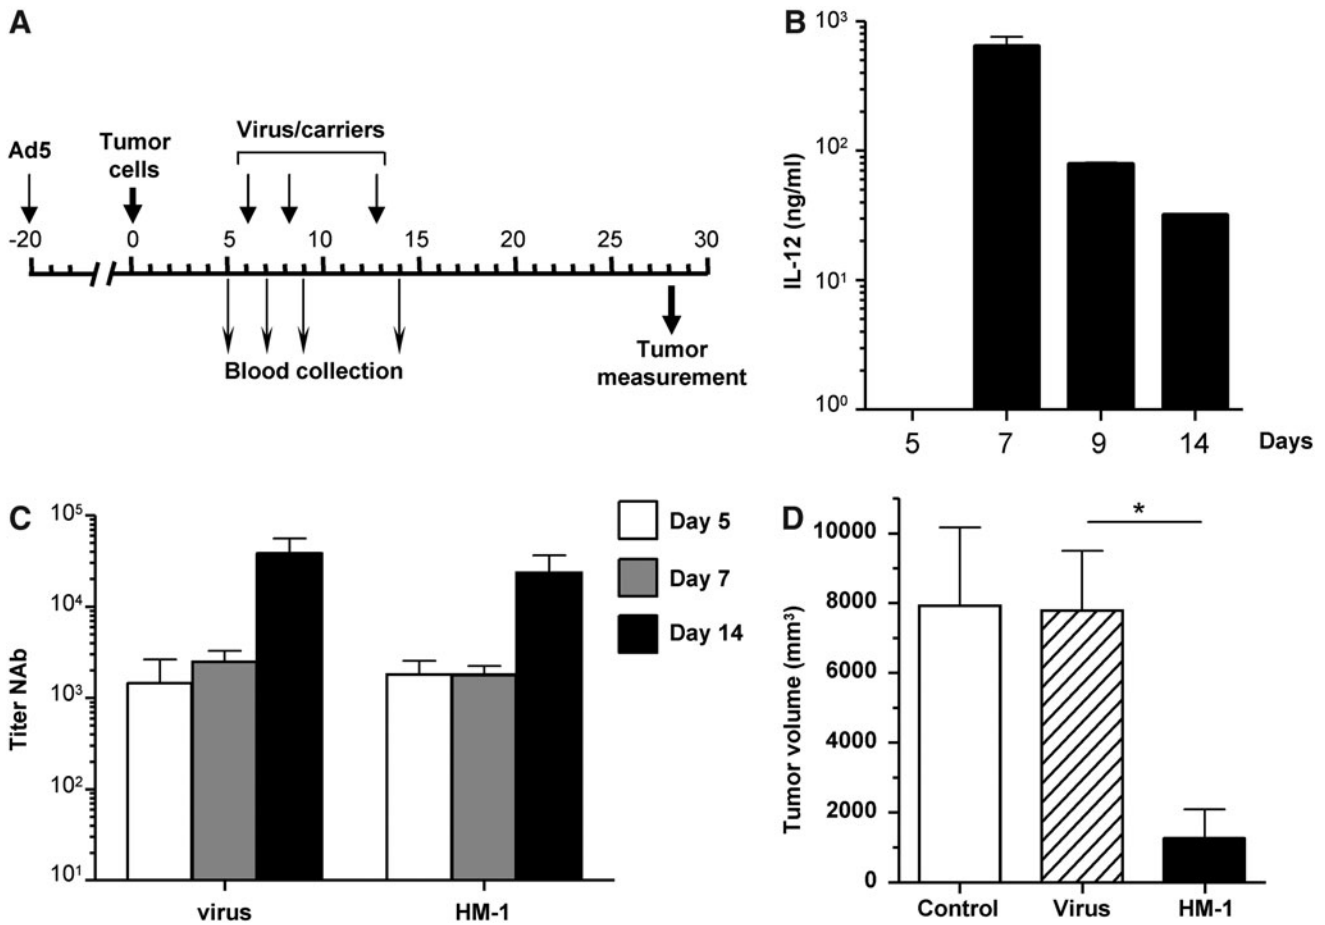 A
Ad5
Tumor
cells
Virus/carriers
-20 0 5 10 15 20 25 30
Blood collection
Tumor
measurement
B
IL-12 (ng/ml)
10³
10²
10¹
10⁰
5 7 9 14 Days
C
Titer NAb
10⁵
10⁴
10³
10²
10¹
virus HM-1
Day 5
Day 7
Day 14
D
Tumor volume (mm³)
10000
8000
6000
4000
2000
0
*
Control Virus HM-1